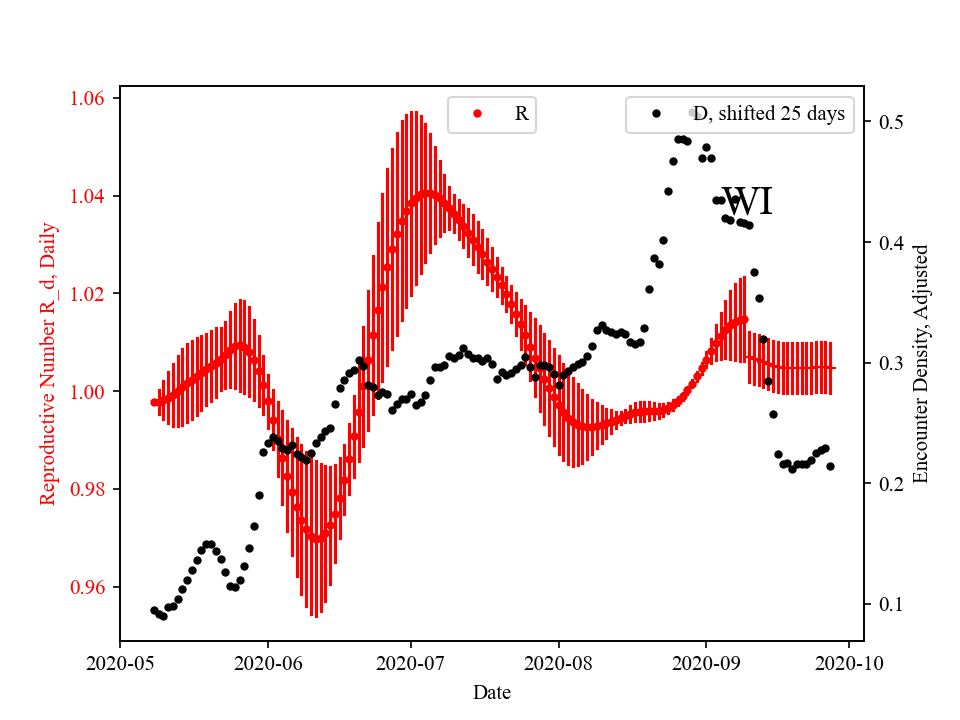 R
D, shifted 25 days
WI
Reproductive Number R_d, Daily
1.06
1.04
1.02
1.00
0.98
0.96
Encounter Density, Adjusted
0.5
0.4
0.3
0.2
0.1
2020-05 2020-06 2020-07 2020-08 2020-09 2020-10
Date